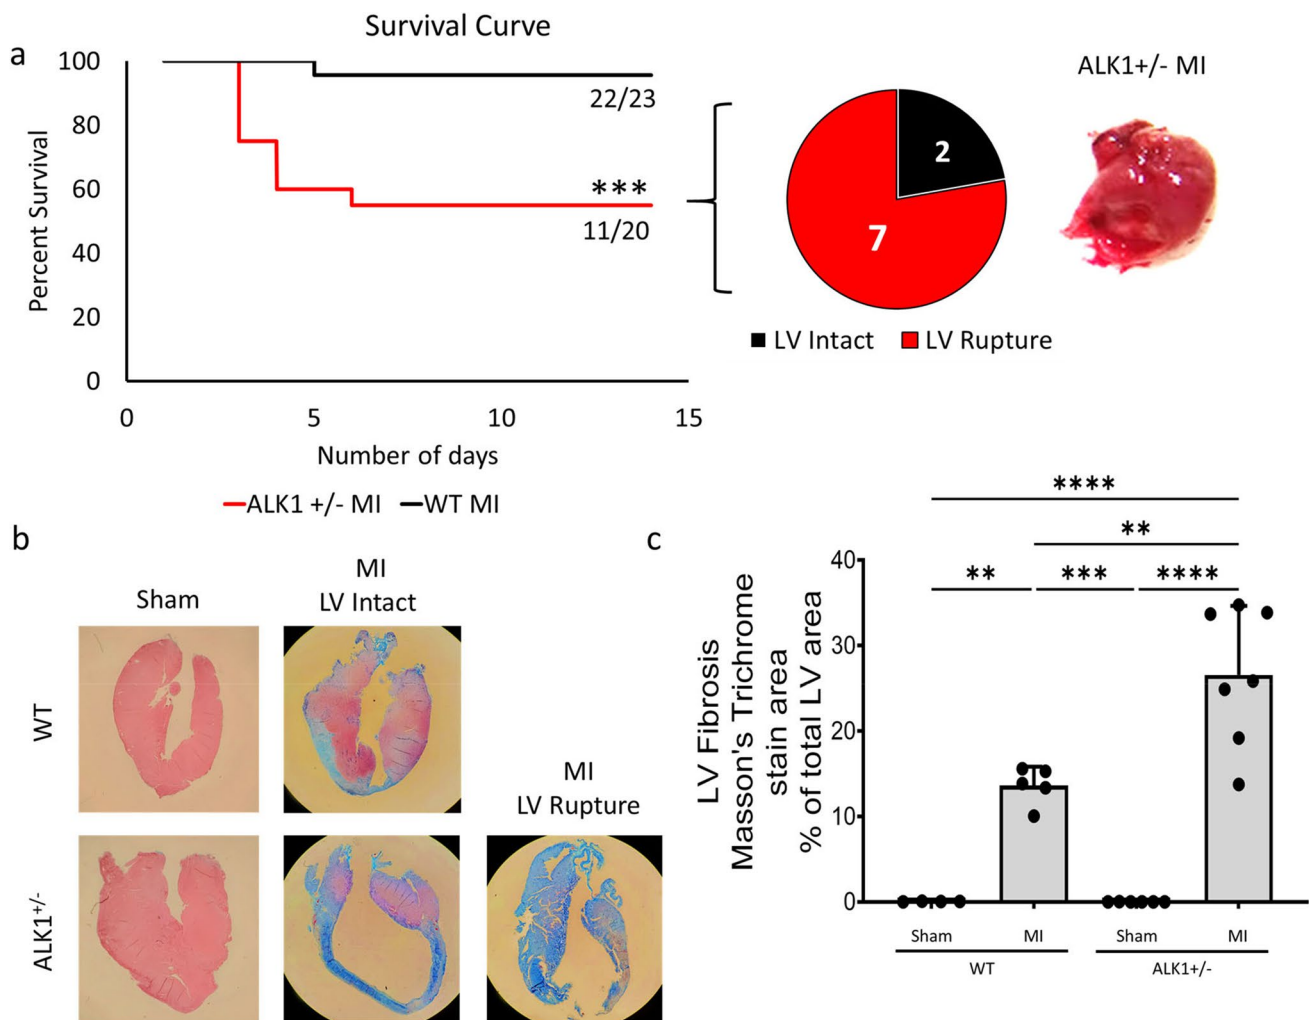 a
Survival Curve
Percent Survival
100
80
60
40
20
0
22/23
***
11/20
0 5 10 15
Number of days
ALK1 +/- MI WT MI
2
7
LV Intact LV Rupture
ALK1+/- MI
b
Sham
MI
LV Intact
MI
LV Rupture
WT
ALK1+/-
c
LV Fibrosis
Masson's Trichrome
stain area
% of total LV area
40
30
20
10
0
****
**
** *** ****
Sham MI Sham MI
WT ALK1+/-